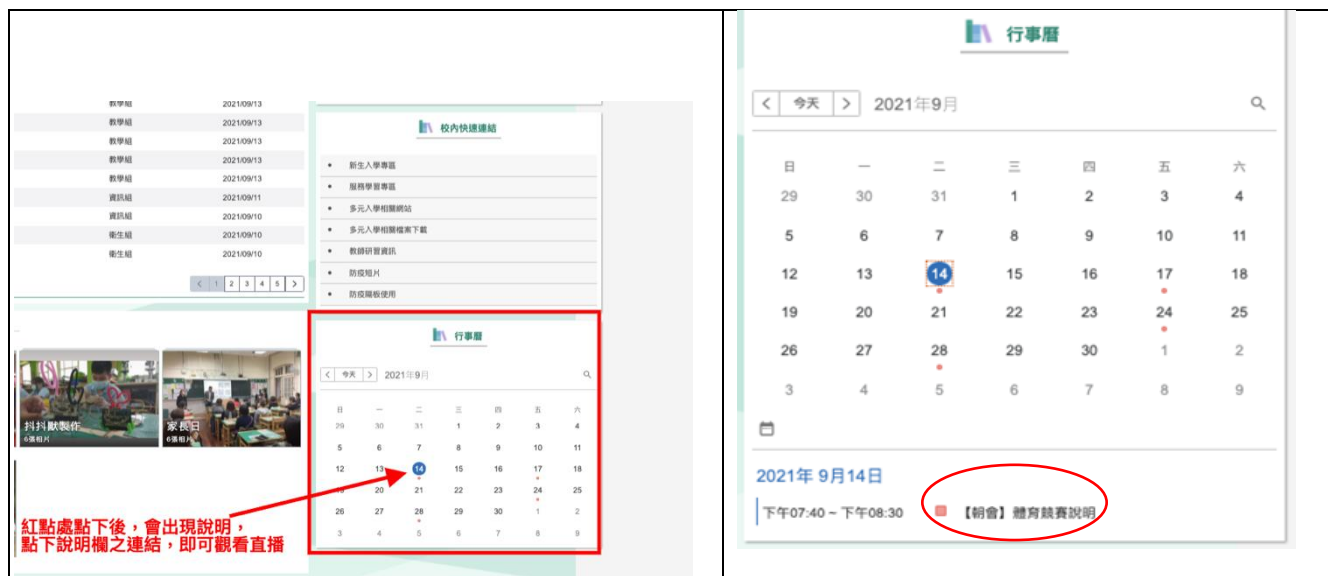 教學組 2021/09/13
教學組 2021/09/13
教學組 2021/09/13
教學組 2021/09/13
教學組 2021/09/13
資訊組 2021/09/11
資訊組 2021/09/10
衛生組 2021/09/10
衛生組 2021/09/10
< 1 2 3 4 5 >
抖抖獸製作
6張相片
家長日
6張相片
紅點處點下後，會出現說明，
點下說明欄之連結，即可觀看直播
校內快速連結
• 新生入學專區
• 服務學習專區
• 多元入學相關網站
• 多元入學相關檔案下載
• 教師研習資訊
• 防疫短片
• 防疫隔板使用
行事曆
< 今天 > 2021年9月
日 一 二 三 四 五 六
29 30 31 1 2 3 4
5 6 7 8 9 10 11
12 13 14 15 16 17 18
19 20 21 22 23 24 25
26 27 28 29 30 1 2
3 4 5 6 7 8 9
行事曆
< 今天 > 2021年9月
日 一 二 三 四 五 六
29 30 31 1 2 3 4
5 6 7 8 9 10 11
12 13 14 15 16 17 18
19 20 21 22 23 24 25
26 27 28 29 30 1 2
3 4 5 6 7 8 9
2021年 9月14日
下午07:40 ~ 下午08:30 【朝會】體育競賽說明